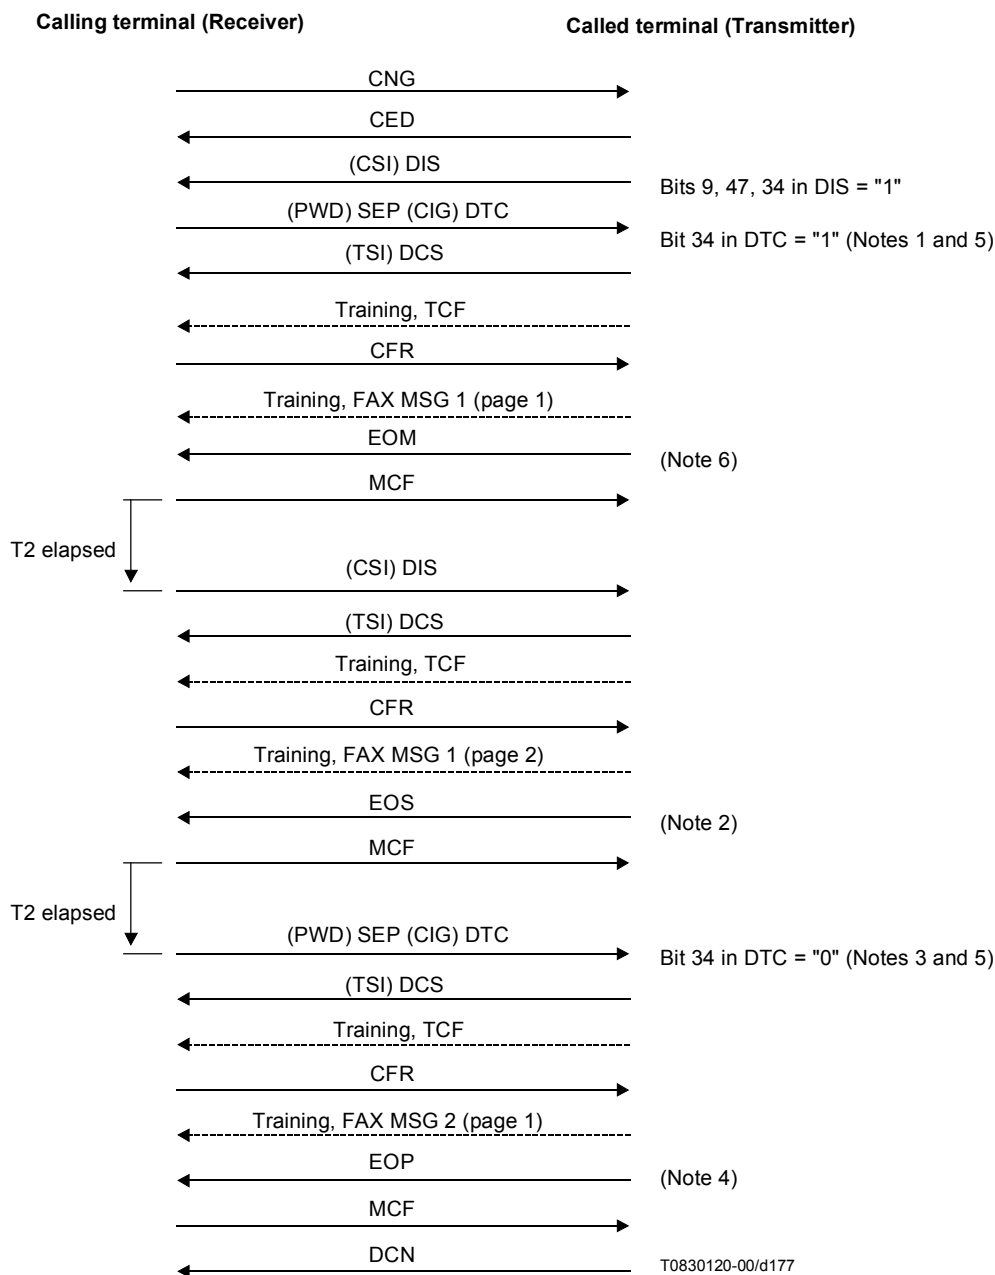 Calling terminal (Receiver)
Called terminal (Transmitter)
CNG
CED
(CSI) DIS
Bits 9, 47, 34 in DIS = "1"
(PWD) SEP (CIG) DTC
Bit 34 in DTC = "1" (Notes 1 and 5)
(TSI) DCS
Training, TCF
CFR
Training, FAX MSG 1 (page 1)
EOM
(Note 6)
MCF
T2 elapsed
(CSI) DIS
(TSI) DCS
Training, TCF
CFR
Training, FAX MSG 1 (page 2)
EOS
(Note 2)
MCF
T2 elapsed
(PWD) SEP (CIG) DTC
Bit 34 in DTC = "0" (Notes 3 and 5)
(TSI) DCS
Training, TCF
CFR
Training, FAX MSG 2 (page 1)
EOP
(Note 4)
MCF
DCN
T0830120-00/d177